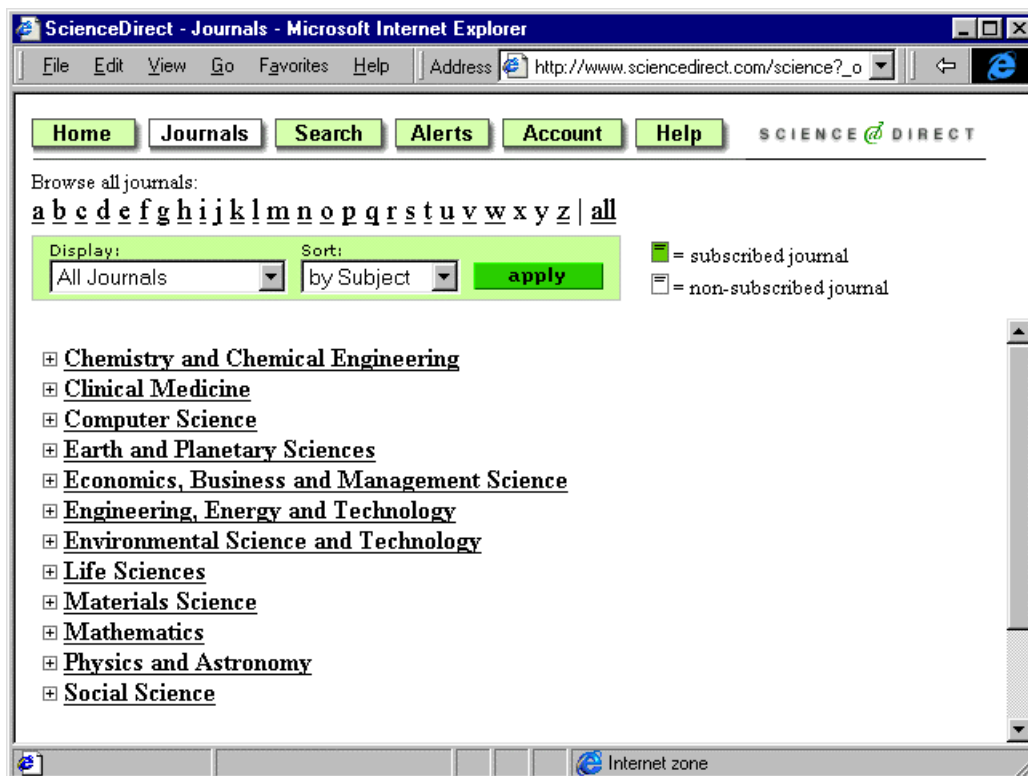 ScienceDirect - Journals - Microsoft Internet Explorer
File Edit View Go Favorites Help Address http://www.sciencedirect.com/science?_o
Home Journals Search Alerts Account Help SCIENCE @ DIRECT
Browse all journals:
a b c d e f g h i j k l m n o p q r s t u v w x y z | all
Display: Sort:
All Journals by Subject apply
= subscribed journal
= non-subscribed journal
Chemistry and Chemical Engineering
Clinical Medicine
Computer Science
Earth and Planetary Sciences
Economics, Business and Management Science
Engineering, Energy and Technology
Environmental Science and Technology
Life Sciences
Materials Science
Mathematics
Physics and Astronomy
Social Science
Internet zone